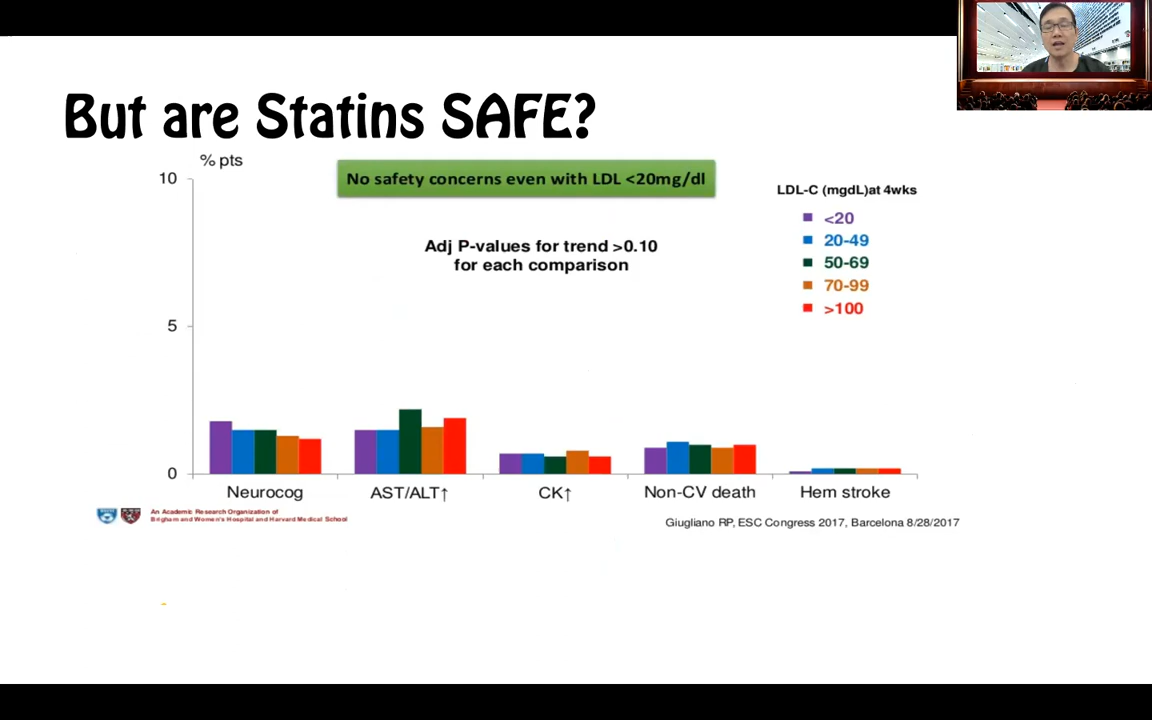 But are Statins SAFE?
% pts
10
No safety concerns even with LDL <20mg/dl
LDL-C (mgdL)at 4wks
<20
Adj P-values for trend >0.10
for each comparison
20-49
50-69
70-99
>100
5
0
Neurocog
AST/ALT↑
CK↑
Non-CV death
Hem stroke
An Academic Research Organization of
Brigham and Women's Hospital and Harvard Medical School
Giugliano RP, ESC Congress 2017, Barcelona 8/28/2017